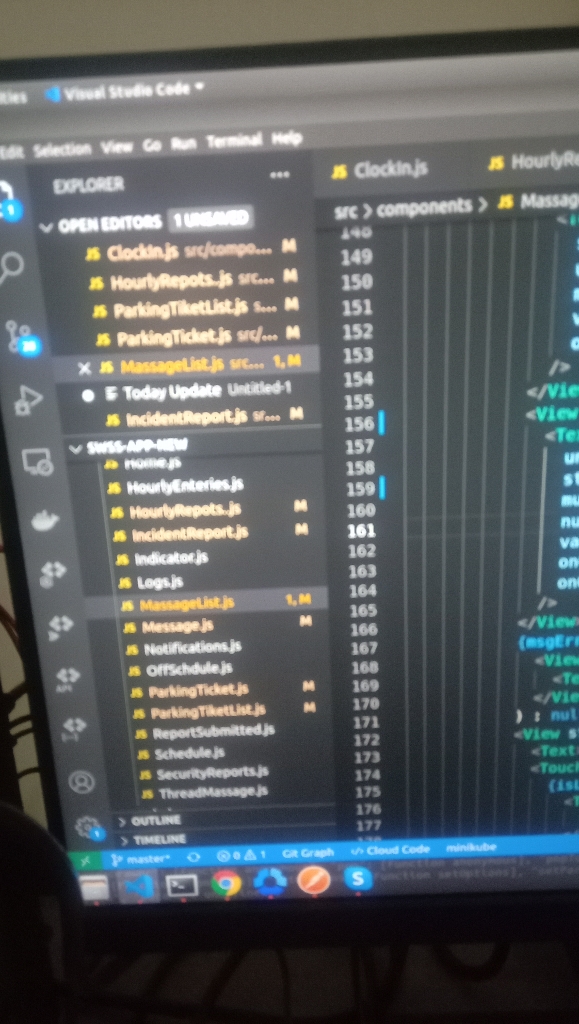 ities Visual Studio Code
Edit Selection View Go Run Terminal Help
EXPLORER ...
JS ClockIn.js JS HourlyRe
OPEN EDITORS 1 UNSAVED
src > components > JS Massag
JS ClockIn.js src/compo... M
JS HourlyRepots..js src... M
JS ParkingTiketList.js s... M
JS ParkingTicket.js src/... M
JS MassageList.js src... 1, M
Today Update Untitled-1
JS IncidentReport.js sr... M
SWSS-APP-NEW
JS Home.js
JS HourlyEnteries.js
JS HourlyRepots..js M
JS IncidentReport.js M
JS Indicator.js
JS Logs.js
JS MassageList.js 1, M
JS Message.js M
JS Notifications.js
JS OffSchdule.js
JS ParkingTicket.js M
JS ParkingTiketList.js M
JS ReportSubmitted.js
JS Schedule.js
JS SecurityReports.js
JS ThreadMassage.js
OUTLINE
TIMELINE
148
149
150
151
152
153 />
154 </View
155 <View
156 <Te
157 un
158 st
159 mu
160 nu
161 va
162 on
163 on
164 />
165 </View>
166 {msgErr
167 <View
168 <Te
169 </Vi
170 ) : nul
171 <View s
172 <Text
173 <Touc
174 {isL
175 <T
176
177
master* 0 1 Git Graph Cloud Code minikube